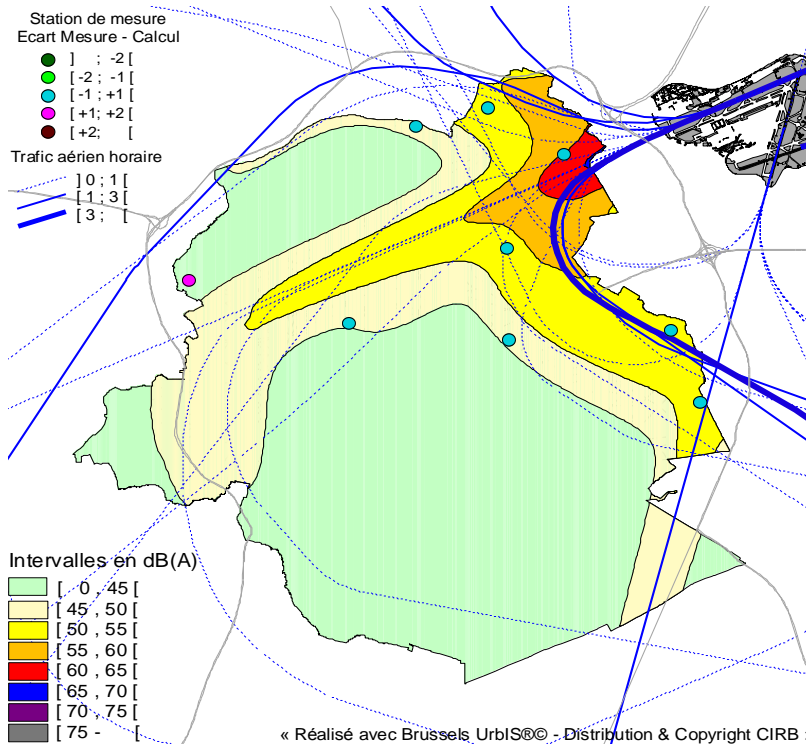 Station de mesure
Ecart Mesure - Calcul
] ; -2 [
[ -2 ; -1 [
[ -1 ; +1 [
[ +1; +2 [
[ +2; [
Trafic aérien horaire
] 0 ; 1 [
[ 1 ; 3 [
[ 3 ; [
Intervalles en dB(A)
[ 0 , 45 [
[ 45 , 50 [
[ 50 , 55 [
[ 55 , 60 [
[ 60 , 65 [
[ 65 , 70 [
[ 70 , 75 [
[ 75 - [
« Réalisé avec Brussels UrbIS®© - Distribution & Copyright CIRB